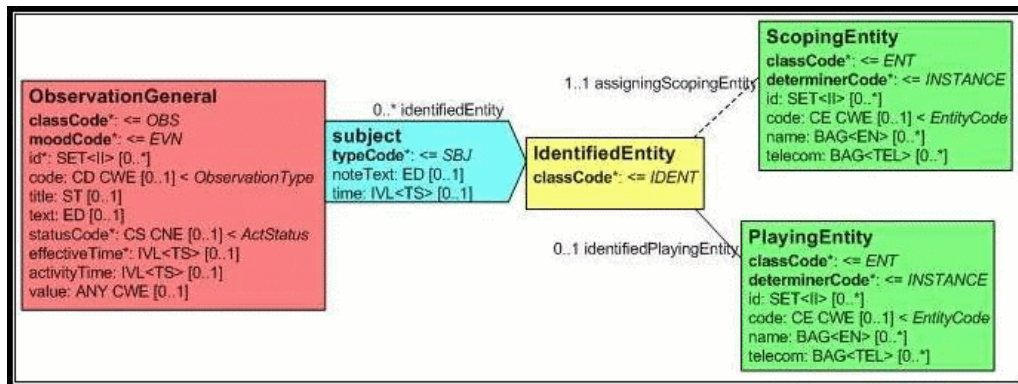 ObservationGeneral
classCode*: <= OBS
moodCode*: <= EVN
id*: SET<II> [0..*]
code: CD CWE [0..1] < ObservationType
title: ST [0..1]
text: ED [0..1]
statusCode*: CS CNE [0..1] < ActStatus
effectiveTime*: IVL<TS> [0..1]
activityTime: IVL<TS> [0..1]
value: ANY CWE [0..1]
0..* identifiedEntity
subject
typeCode*: <= SBJ
noteText: ED [0..1]
time: IVL<TS> [0..1]
IdentifiedEntity
classCode*: <= IDENT
1..1 assigningScopingEntity
ScopingEntity
classCode*: <= ENT
determinerCode*: <= INSTANCE
id: SET<II> [0..*]
code: CE CWE [0..1] < EntityCode
name: BAG<EN> [0..*]
telecom: BAG<TEL> [0..*]
0..1 identifiedPlayingEntity
PlayingEntity
classCode*: <= ENT
determinerCode*: <= INSTANCE
id: SET<II> [0..*]
code: CE CWE [0..1] < EntityCode
name: BAG<EN> [0..*]
telecom: BAG<TEL> [0..*]